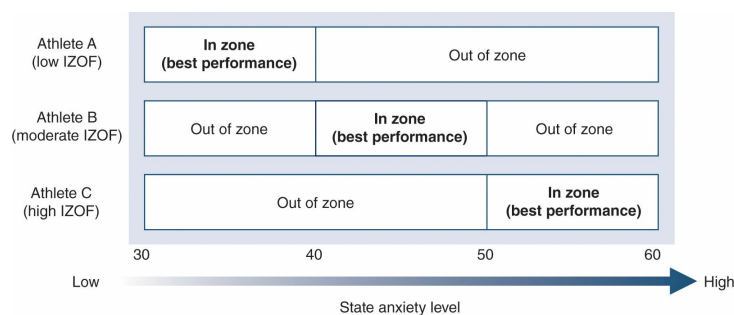 Athlete A
(low IZOF)
In zone
(best performance)
Out of zone
Athlete B
(moderate IZOF)
Out of zone
In zone
(best performance)
Out of zone
Athlete C
(high IZOF)
Out of zone
In zone
(best performance)
30
40
50
60
Low
High
State anxiety level